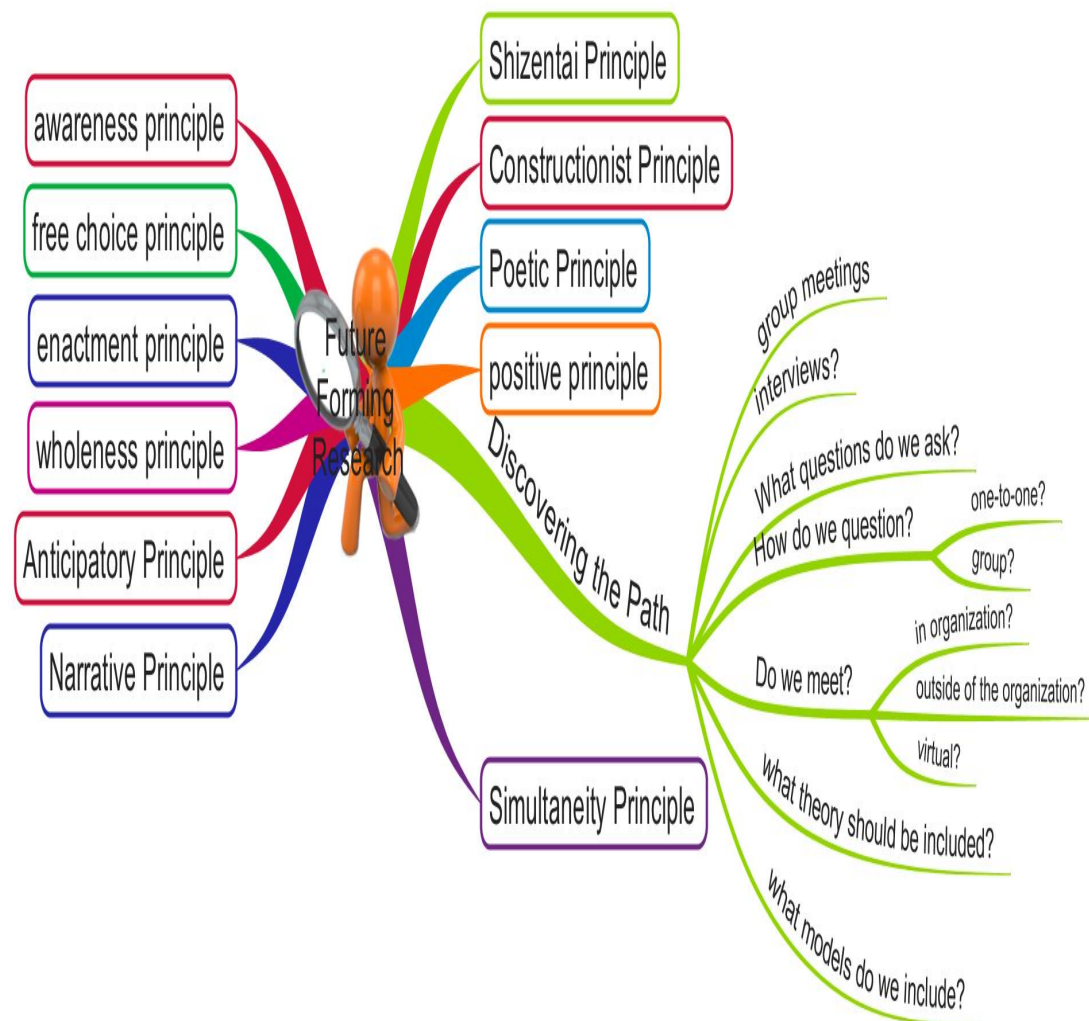 Future
Forming
Research
Shizentai Principle
Constructionist Principle
Poetic Principle
positive principle
Discovering the Path
group meetings
interviews?
What questions do we ask?
How do we question?
one-to-one?
group?
Do we meet?
in organization?
outside of the organization?
virtual?
what theory should be included?
what models do we include?
Simultaneity Principle
awareness principle
free choice principle
enactment principle
wholeness principle
Anticipatory Principle
Narrative Principle